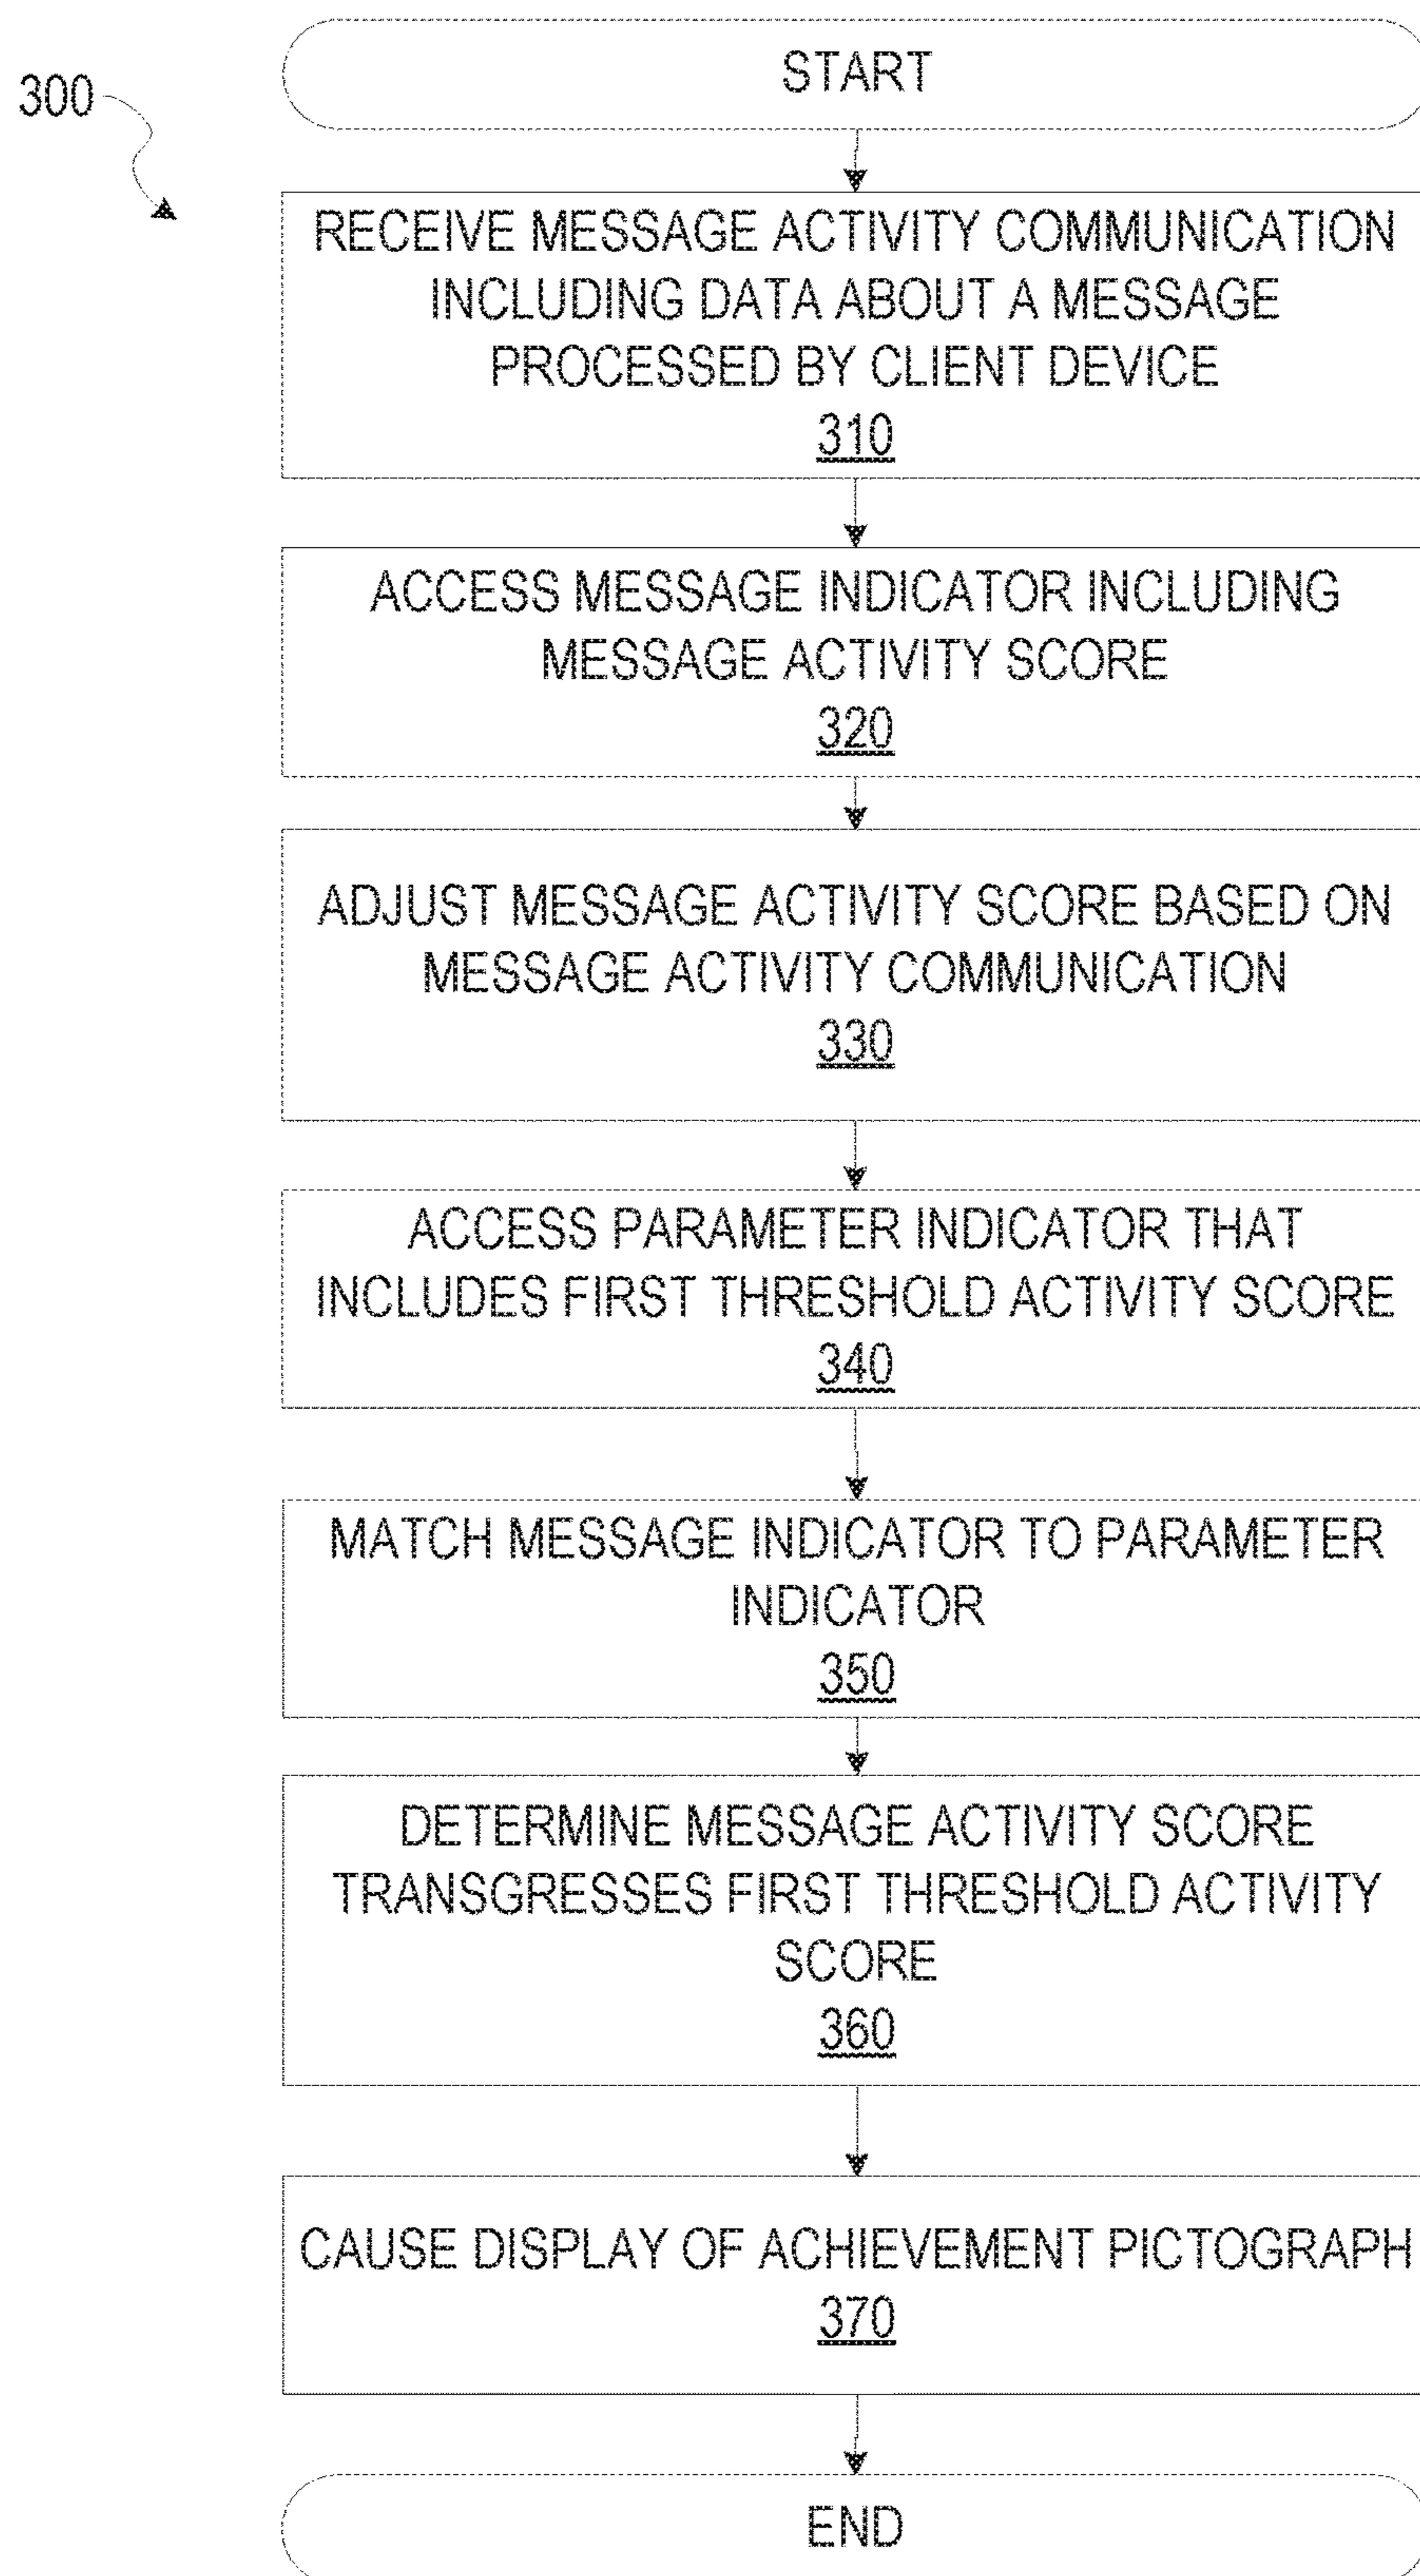 START
300
RECEIVE MESSAGE ACTIVITY COMMUNICATION
INCLUDING DATA ABOUT A MESSAGE
PROCESSED BY CLIENT DEVICE
310
ACCESS MESSAGE INDICATOR INCLUDING
MESSAGE ACTIVITY SCORE
320
ADJUST MESSAGE ACTIVITY SCORE BASED ON
MESSAGE ACTIVITY COMMUNICATION
330
ACCESS PARAMETER INDICATOR THAT
INCLUDES FIRST THRESHOLD ACTIVITY SCORE
340
MATCH MESSAGE INDICATOR TO PARAMETER
INDICATOR
350
DETERMINE MESSAGE ACTIVITY SCORE
TRANSGRESSES FIRST THRESHOLD ACTIVITY
SCORE
360
CAUSE DISPLAY OF ACHIEVEMENT PICTOGRAPH
370
END